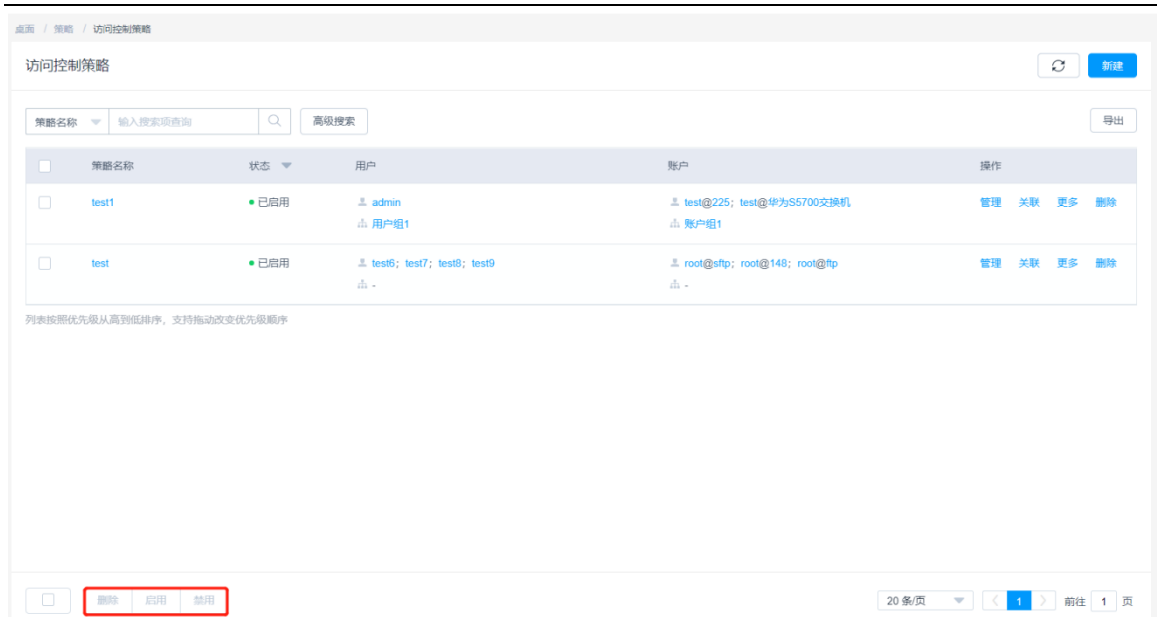 桌面 / 策略 / 访问控制策略
访问控制策略 新建
策略名称 输入搜索项查询 高级搜索 导出
策略名称 状态 用户 账户 操作
test1 已启用 admin test@225; test@华为S5700交换机 管理 关联 更多 删除
用户组1 账户组1
test 已启用 test6; test7; test8; test9 root@sftp; root@148; root@ftp 管理 关联 更多 删除
- -
列表按照优先级从高到低排序，支持拖动改变优先级顺序
删除 启用 禁用 20 条/页 1 前往 1 页